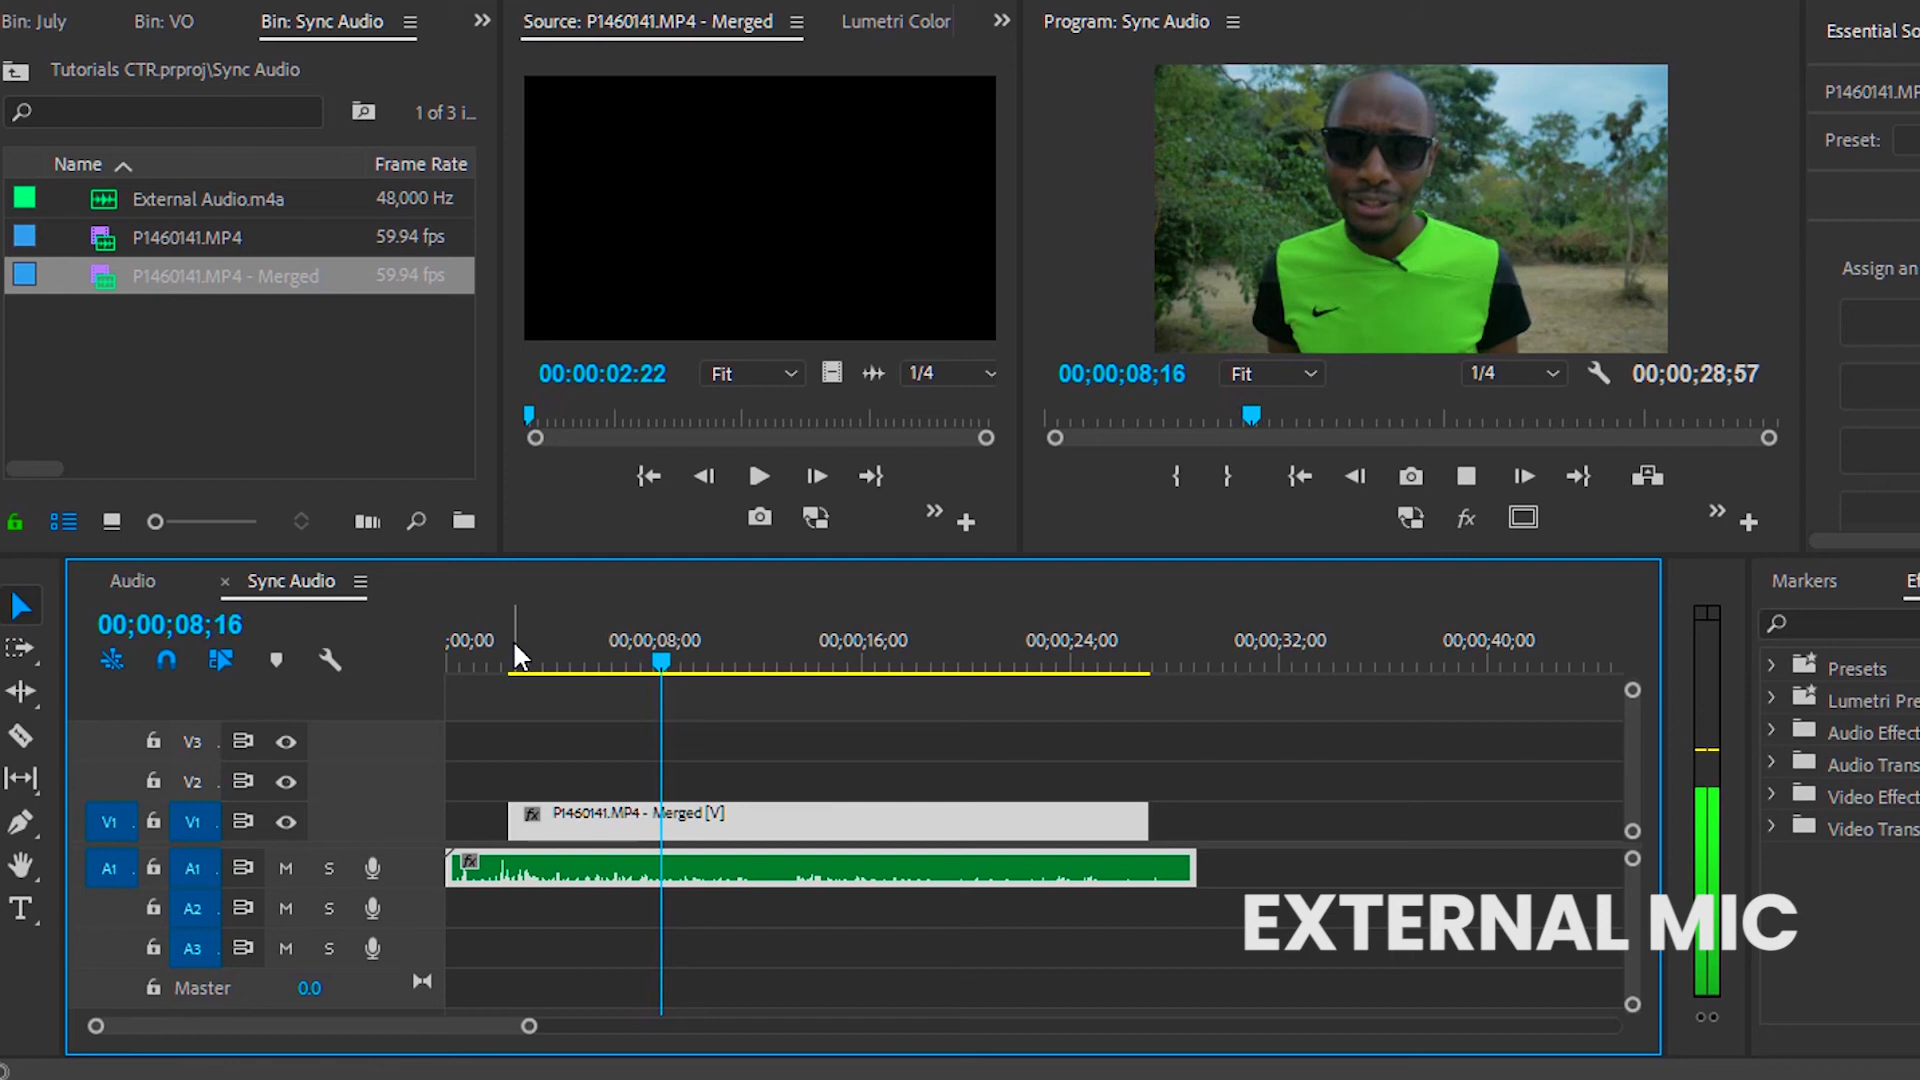 Bin: July
Bin: VO
Bin: Sync Audio
Source: P1460141.MP4 - Merged
Lumetri Color
Program: Sync Audio
Essential So
Tutorials CTR.prproj\Sync Audio
1 of 3 i...
P1460141.MP
Preset:
Name
Frame Rate
External Audio.m4a
48,000 Hz
P1460141.MP4
59.94 fps
P1460141.MP4 - Merged
59.94 fps
Assign an
00:00:02:22
Fit
1/4
00;00;08;16
Fit
1/4
00;00;28;57
fx
Audio
× Sync Audio
Markers
Ef
00;00;08;16
;00;00
00;00;08;00
00;00;16;00
00;00;24;00
00;00;32;00
00;00;40;00
Presets
Lumetri Pre
Audio Effect
Audio Trans
Video Effect
Video Trans
V3
V2
V1
V1
fx
P1460141.MP4 - Merged [V]
A1
A1
M
S
fx
A2
M
S
EXTERNAL MIC
A3
M
S
Master
0.0
T